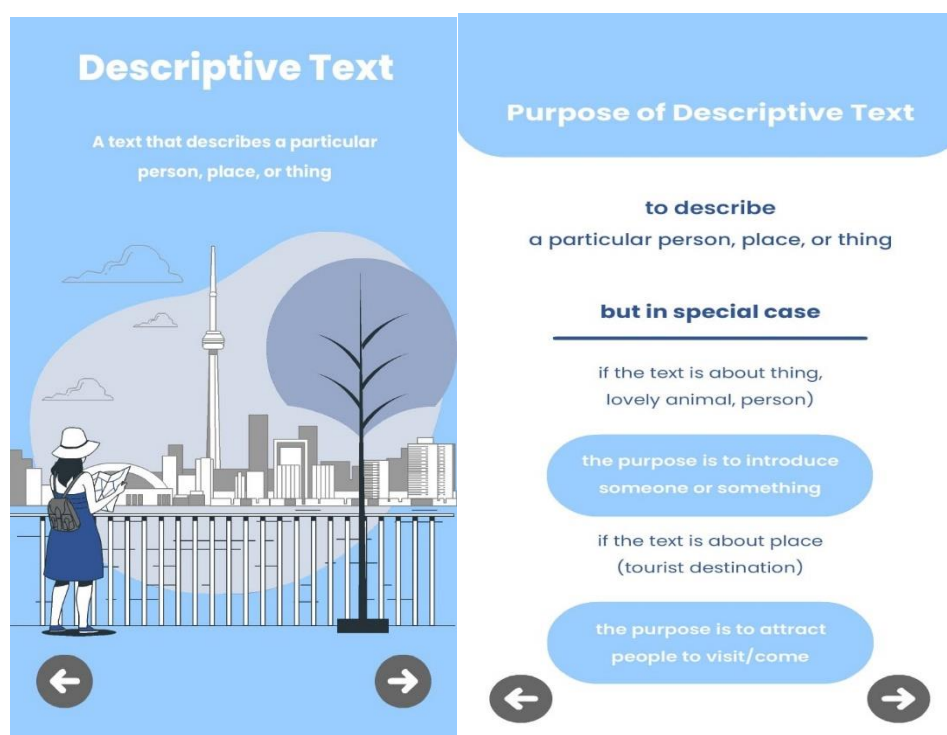 Descriptive Text
A text that describes a particular
person, place, or thing
Purpose of Descriptive Text
to describe
a particular person, place, or thing
but in special case
if the text is about thing,
lovely animal, person)
the purpose is to introduce
someone or something
if the text is about place
(tourist destination)
the purpose is to attract
people to visit/come